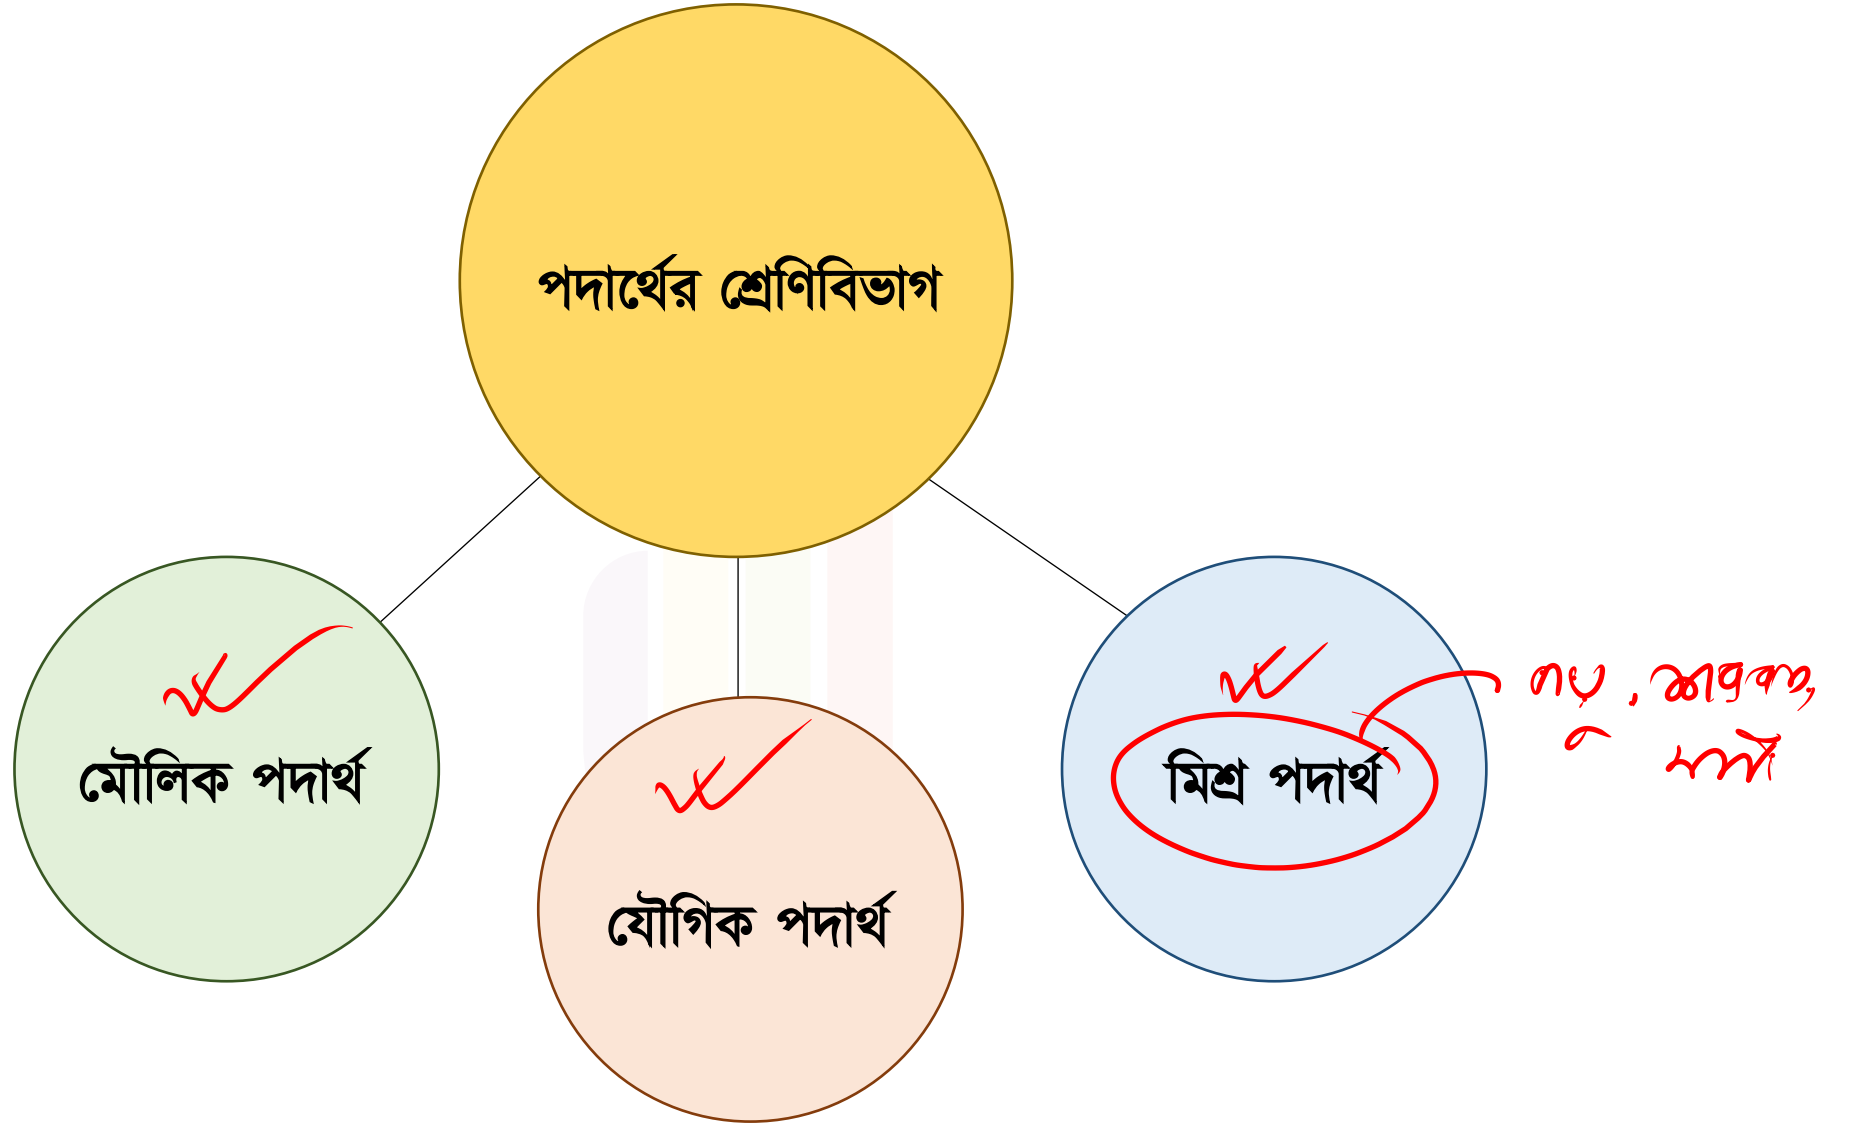 পদার্থের শ্রেণিবিভাগ
মৌলিক পদার্থ
যৌগিক পদার্থ
মিশ্র পদার্থ